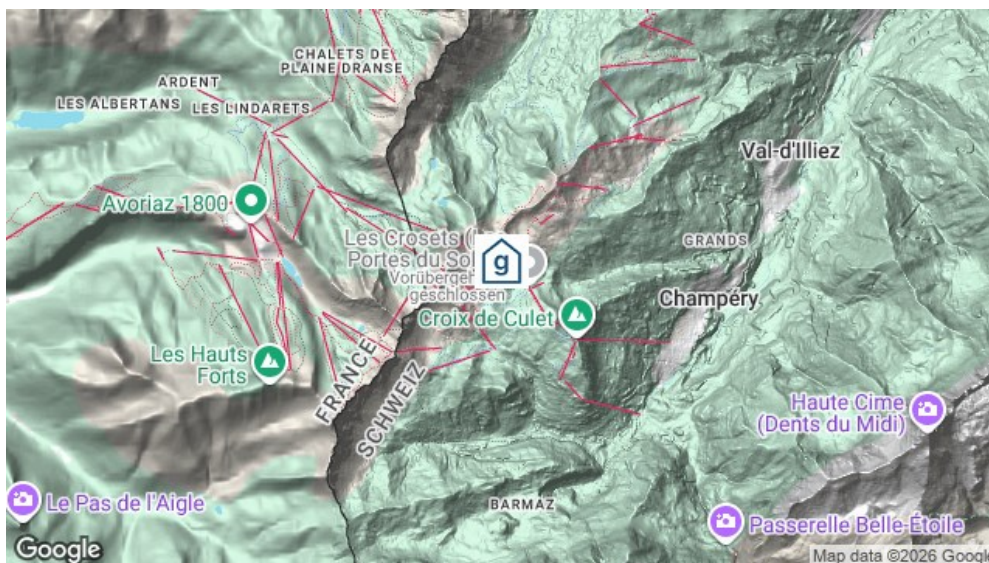 CHALETS DE
PLAINE DRANSE
ARDENT
LES ALBERTANS
LES LINDARETS
Val-d'Illiez
Avoriaz 1800
Les Crosets (
Portes du Sol
Vorüberge
geschlossen
g
GRANDS
Champéry
Croix de Culet
Les Hauts
Forts
FRANCE
SCHWEIZ
Haute Cime
(Dents du Midi)
Le Pas de l'Aigle
BARMAZ
Passerelle Belle-Étoile
Google
Map data ©2026 Google